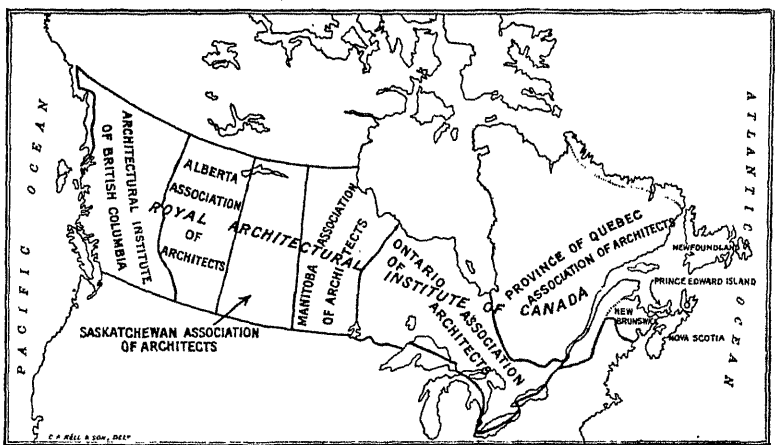 PACIFIC OCEAN
ATLANTIC OCEAN
ARCHITECTURAL INSTITUTE
OF BRITISH COLUMBIA
ALBERTA
ASSOCIATION
OF
ARCHITECTS
SASKATCHEWAN ASSOCIATION
OF ARCHITECTS
MANITOBA ASSOCIATION
OF ARCHITECTS
ONTARIO ASSOCIATION
OF
ARCHITECTS
PROVINCE OF QUEBEC
ASSOCIATION OF ARCHITECTS
ROYAL ARCHITECTURAL
INSTITUTE OF
CANADA
NEWFOUNDLAND
PRINCE EDWARD ISLAND
NEW
BRUNSWICK
NOVA SCOTIA